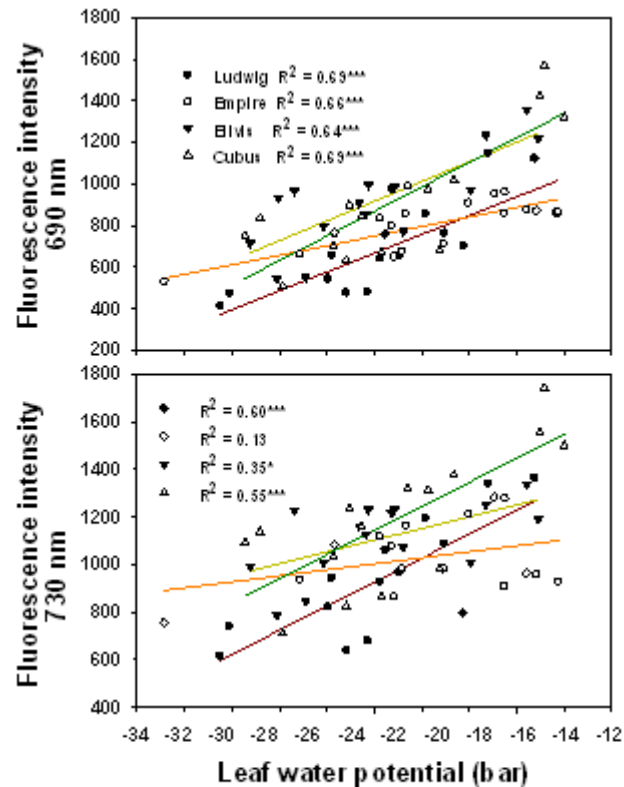 1800
1600
1400
1200
1000
800
600
400
200
Fluorescence intensity
690 nm
Ludwig R² = 0.69***
Empire R² = 0.66***
Ellvis R² = 0.64***
Cubus R² = 0.69***
1800
1600
1400
1200
1000
800
600
400
Fluorescence intensity
730 nm
R² = 0.60***
R² = 0.13
R² = 0.35*
R² = 0.55***
-34 -32 -30 -28 -26 -24 -22 -20 -18 -16 -14 -12
Leaf water potential (bar)